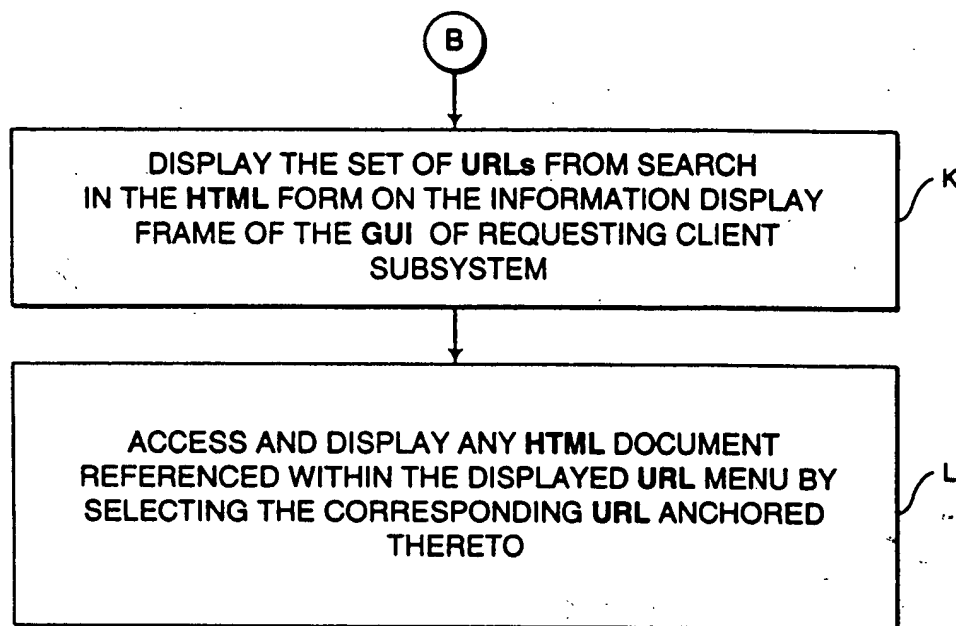 B
DISPLAY THE SET OF URLs FROM SEARCH
IN THE HTML FORM ON THE INFORMATION DISPLAY
FRAME OF THE GUI OF REQUESTING CLIENT
SUBSYSTEM
K
ACCESS AND DISPLAY ANY HTML DOCUMENT
REFERENCED WITHIN THE DISPLAYED URL MENU BY
SELECTING THE CORRESPONDING URL ANCHORED
THERETO
L